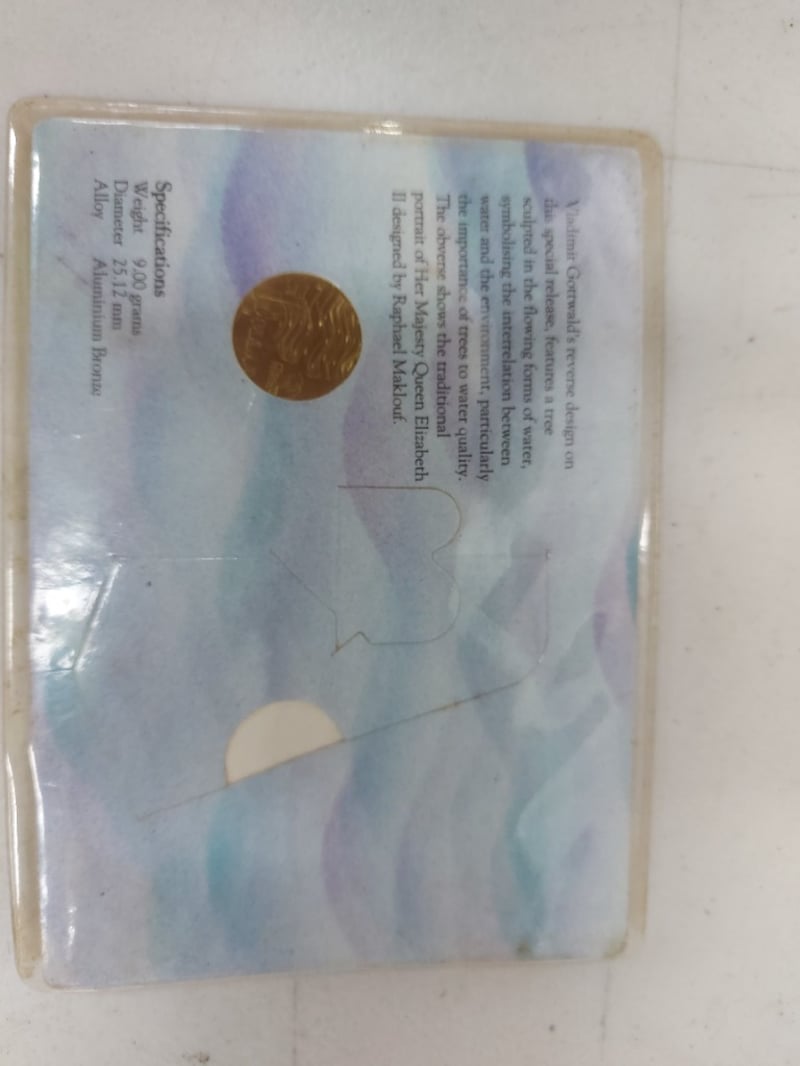 Vladimir Gottwald's reverse design on
this special release, features a tree
sculpted in the flowing forms of water,
symbolising the interrelation between
water and the environment, particularly
the importance of trees to water quality.
The obverse shows the traditional
portrait of Her Majesty Queen Elizabeth
II designed by Raphael Maklouf.
Specifications
Weight 9.00 grams
Diameter 25.12 mm
Alloy Aluminium Bronze